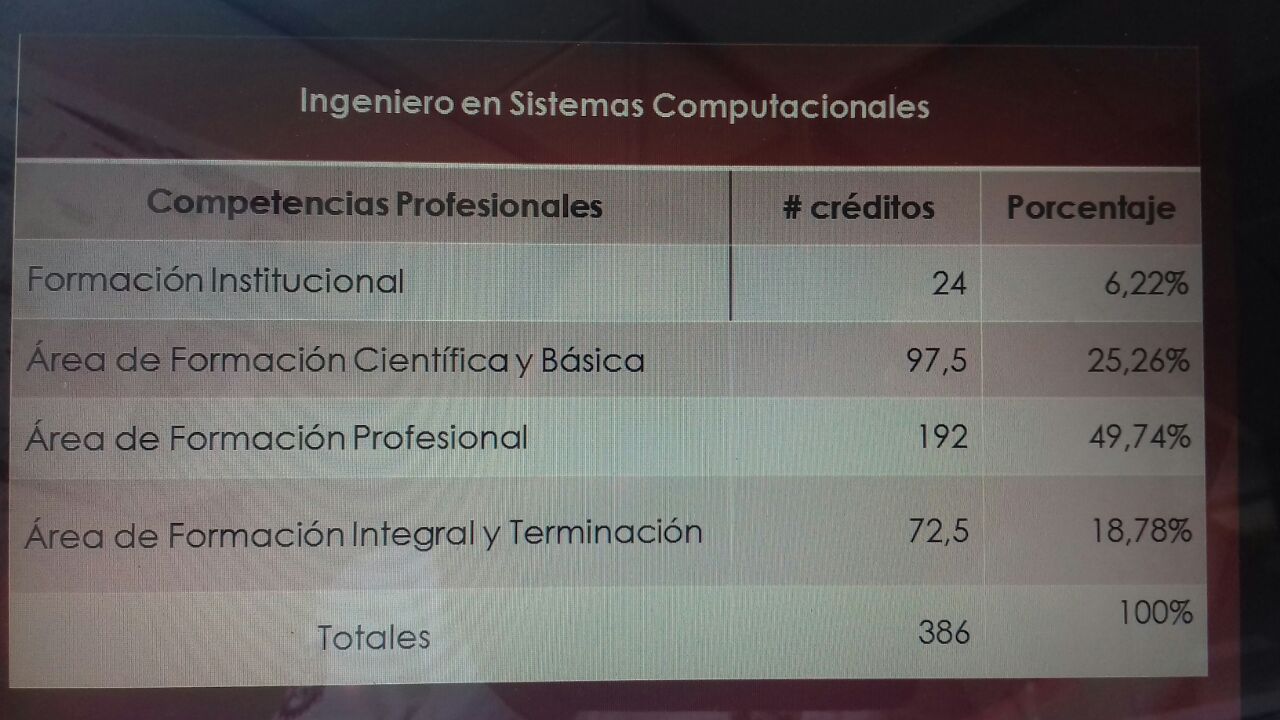 Ingeniero en Sistemas Computacionales
Competencias Profesionales # créditos Porcentaje
Formación Institucional 24 6,22%
Área de Formación Científica y Básica 97,5 25,26%
Área de Formación Profesional 192 49,74%
Área de Formación Integral y Terminación 72,5 18,78%
Totales 386 100%